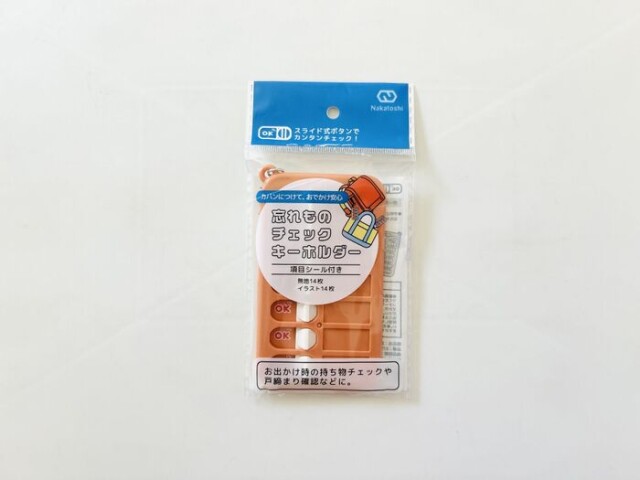 Nakatoshi
OK
スライド式ボタンで
カンタンチェック！
カバンにつけて、おでかけ安心
忘れもの
チェック
キーホルダー
項目シール付き
無地14枚
イラスト14枚
OK
OK
お出かけ時の持ち物チェックや
戸締まり確認などに。